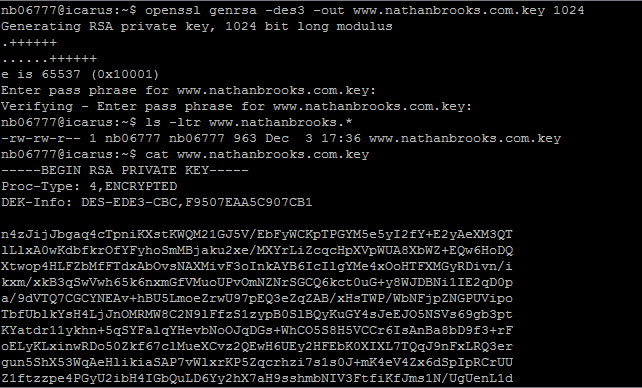 nb06777@icarus:~$ openssl genrsa -des3 -out www.nathanbrooks.com.key 1024
Generating RSA private key, 1024 bit long modulus
.++++++
......++++++
e is 65537 (0x10001)
Enter pass phrase for www.nathanbrooks.com.key:
Verifying - Enter pass phrase for www.nathanbrooks.com.key:
nb06777@icarus:~$ ls -ltr www.nathanbrooks.*
-rw-rw-r-- 1 nb06777 nb06777 963 Dec  3 17:36 www.nathanbrooks.com.key
nb06777@icarus:~$ cat www.nathanbrooks.com.key
-----BEGIN RSA PRIVATE KEY-----
Proc-Type: 4,ENCRYPTED
DEK-Info: DES-EDE3-CBC,F9507EAA5C907CB1

n4zJijJbgaq4cTpniKXstKWQM21GJ5V/EbFyWCKpTPGYM5e5yI2fY+E2yAeXM3QT
lLlxA0wKdbfkrOfYFyhoSmMBjaku2xe/MXYrLiZcqcHpXVpWUA8XbWZ+EQw6HoDQ
Xtwop4HLFZbMfFTdxAbOvsNAXMivF3oInkAYB6IcIlgYMe4xOoHTFXMGyRDivn/i
kxm/xkB3qSwVwh65k6nxmGfVMuoUPvOmNZNrSGCQ6kct0uG+y8WJDBNi1IE2qD0p
a/9dVTQ7CGCYNEAv+hBU5LmoeZrwU97pEQ3eZqZAB/xHsTWP/WbNFjpZNGPUVipo
TbfUblkYsH4LjJnOMRMW8C2N9lFfzS1zypB0SlBQyKuGY4sJeEJO5NSVs69gb3pt
KYatdr11ykhn+5qSYFalqYHevbNoOJqDGs+WhCO5S8H5VCCr6IsAnBa8bD9f3+rF
oELyKLxinwRDo50Zkf67clMueXCvz2QEwH6UEy2HFEbK0XIXL7TQqJ9nFxLRQ3er
gun5ShX53WqAeHlikiaSAP7vWlxrKP5Zqcrhzi7s1s0J+mK4eV4Zx6dSpIpRCrUU
Z1ftzzpe4PGyU2ibH4IGbQuLD6Yy2hX7aH9sshmbNIV3FtfiKfJms1N/UgUenL1d